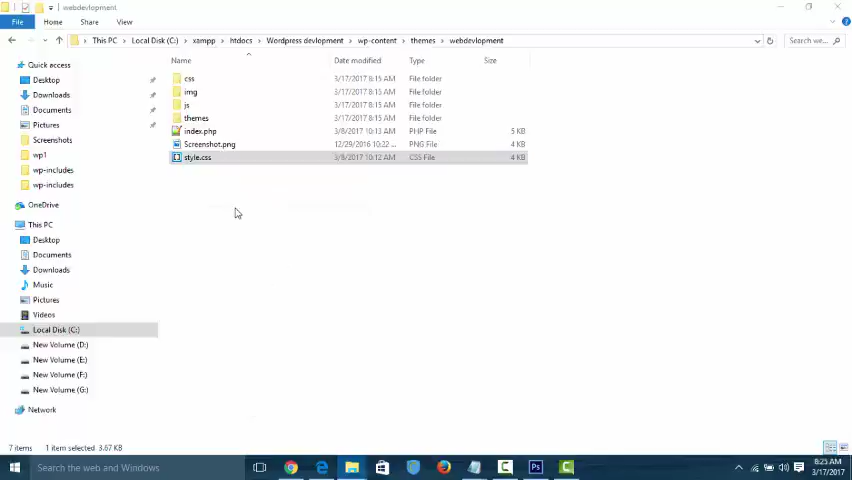 webdevlopment
File
Home
Share
View
This PC
Local Disk (C:)
xampp
htdocs
Wordpress devlopment
wp-content
themes
webdevlopment
Search we...
Name
Date modified
Type
Size
css
3/17/2017 8:15 AM
File folder
img
3/17/2017 8:15 AM
File folder
js
3/17/2017 8:15 AM
File folder
themes
3/17/2017 8:15 AM
File folder
index.php
3/8/2017 10:13 AM
PHP File
5 KB
Screenshot.png
12/29/2016 10:22 ...
PNG File
4 KB
style.css
3/8/2017 10:12 AM
CSS File
4 KB
Quick access
Desktop
Downloads
Documents
Pictures
Screenshots
wp1
wp-includes
wp-includes
OneDrive
This PC
Desktop
Documents
Downloads
Music
Pictures
Videos
Local Disk (C:)
New Volume (D:)
New Volume (E:)
New Volume (F:)
New Volume (G:)
Network
7 items
1 item selected 3.67 KB
Search the web and Windows
Ps
8:25 AM
3/17/2017